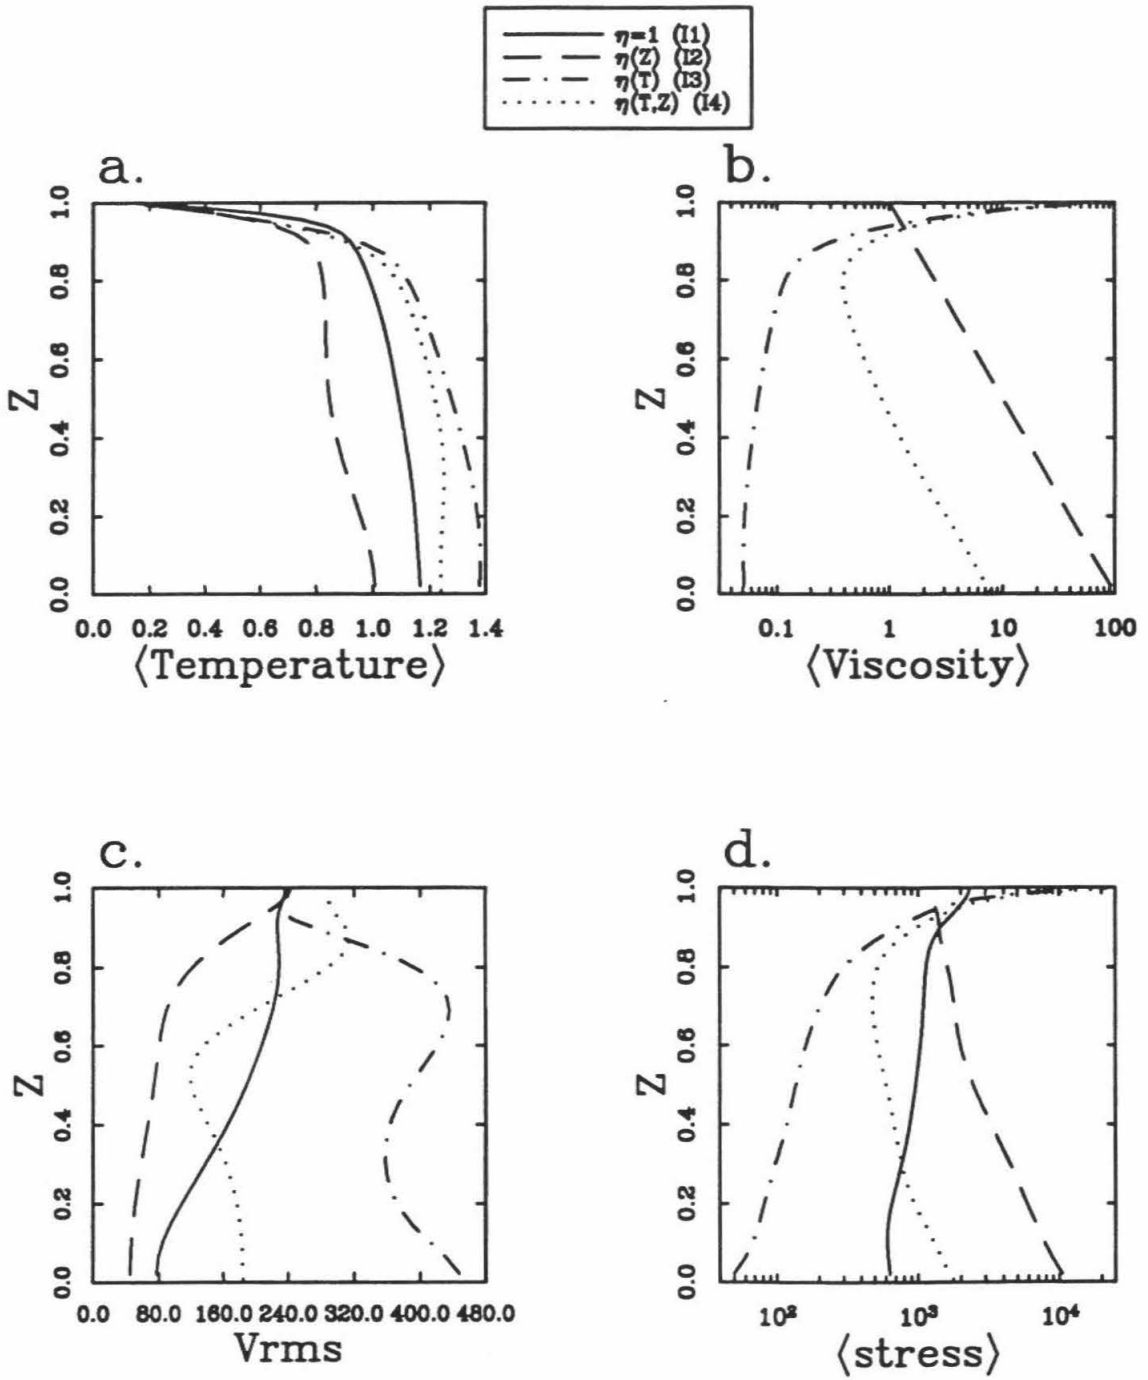 η=1 (I1)
η(Z) (I2)
η(T) (I3)
η(T,Z) (I4)
a.
1.0
0.8
0.6
0.4
0.2
0.0
Z
0.0 0.2 0.4 0.6 0.8 1.0 1.2 1.4
⟨Temperature⟩
b.
1.0
0.8
0.6
0.4
0.2
0.0
Z
0.1 1 10 100
⟨Viscosity⟩
c.
1.0
0.8
0.6
0.4
0.2
0.0
Z
0.0 80.0 160.0 240.0 320.0 400.0 480.0
Vrms
d.
1.0
0.8
0.6
0.4
0.2
0.0
Z
10² 10³ 10⁴
⟨stress⟩